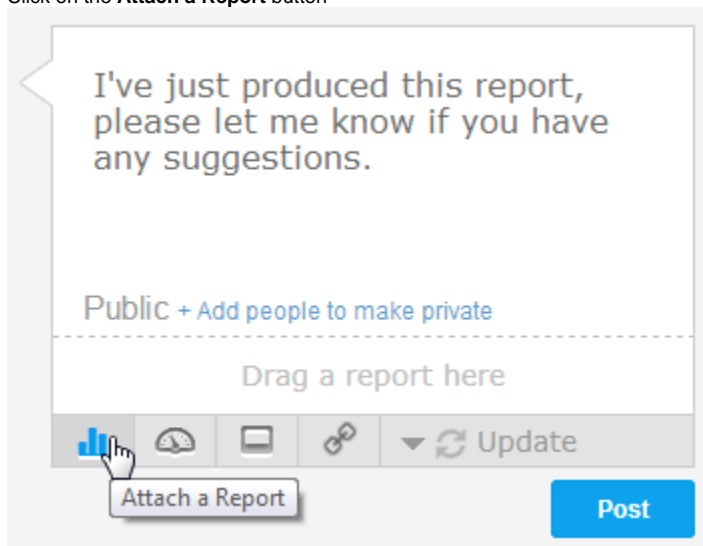 Click on the Attach a Report button
I've just produced this report,
please let me know if you have
any suggestions.
Public + Add people to make private
Drag a report here
Update
Attach a Report
Post